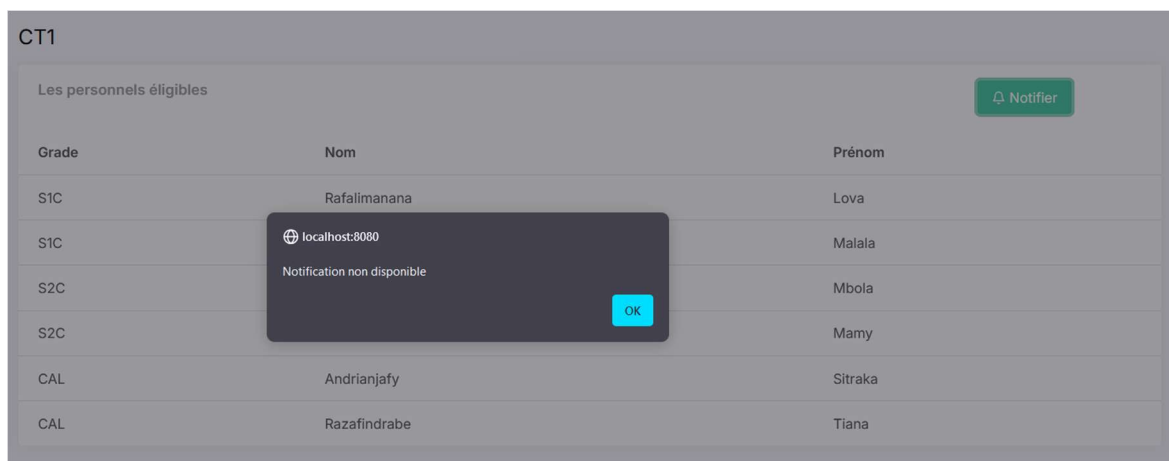 CT1
Les personnels éligibles
Notifier
Grade Nom Prénom
S1C Rafalimanana Lova
S1C Malala
S2C Mbola
S2C Mamy
CAL Andrianjafy Sitraka
CAL Razafindrabe Tiana
localhost:8080
Notification non disponible
OK